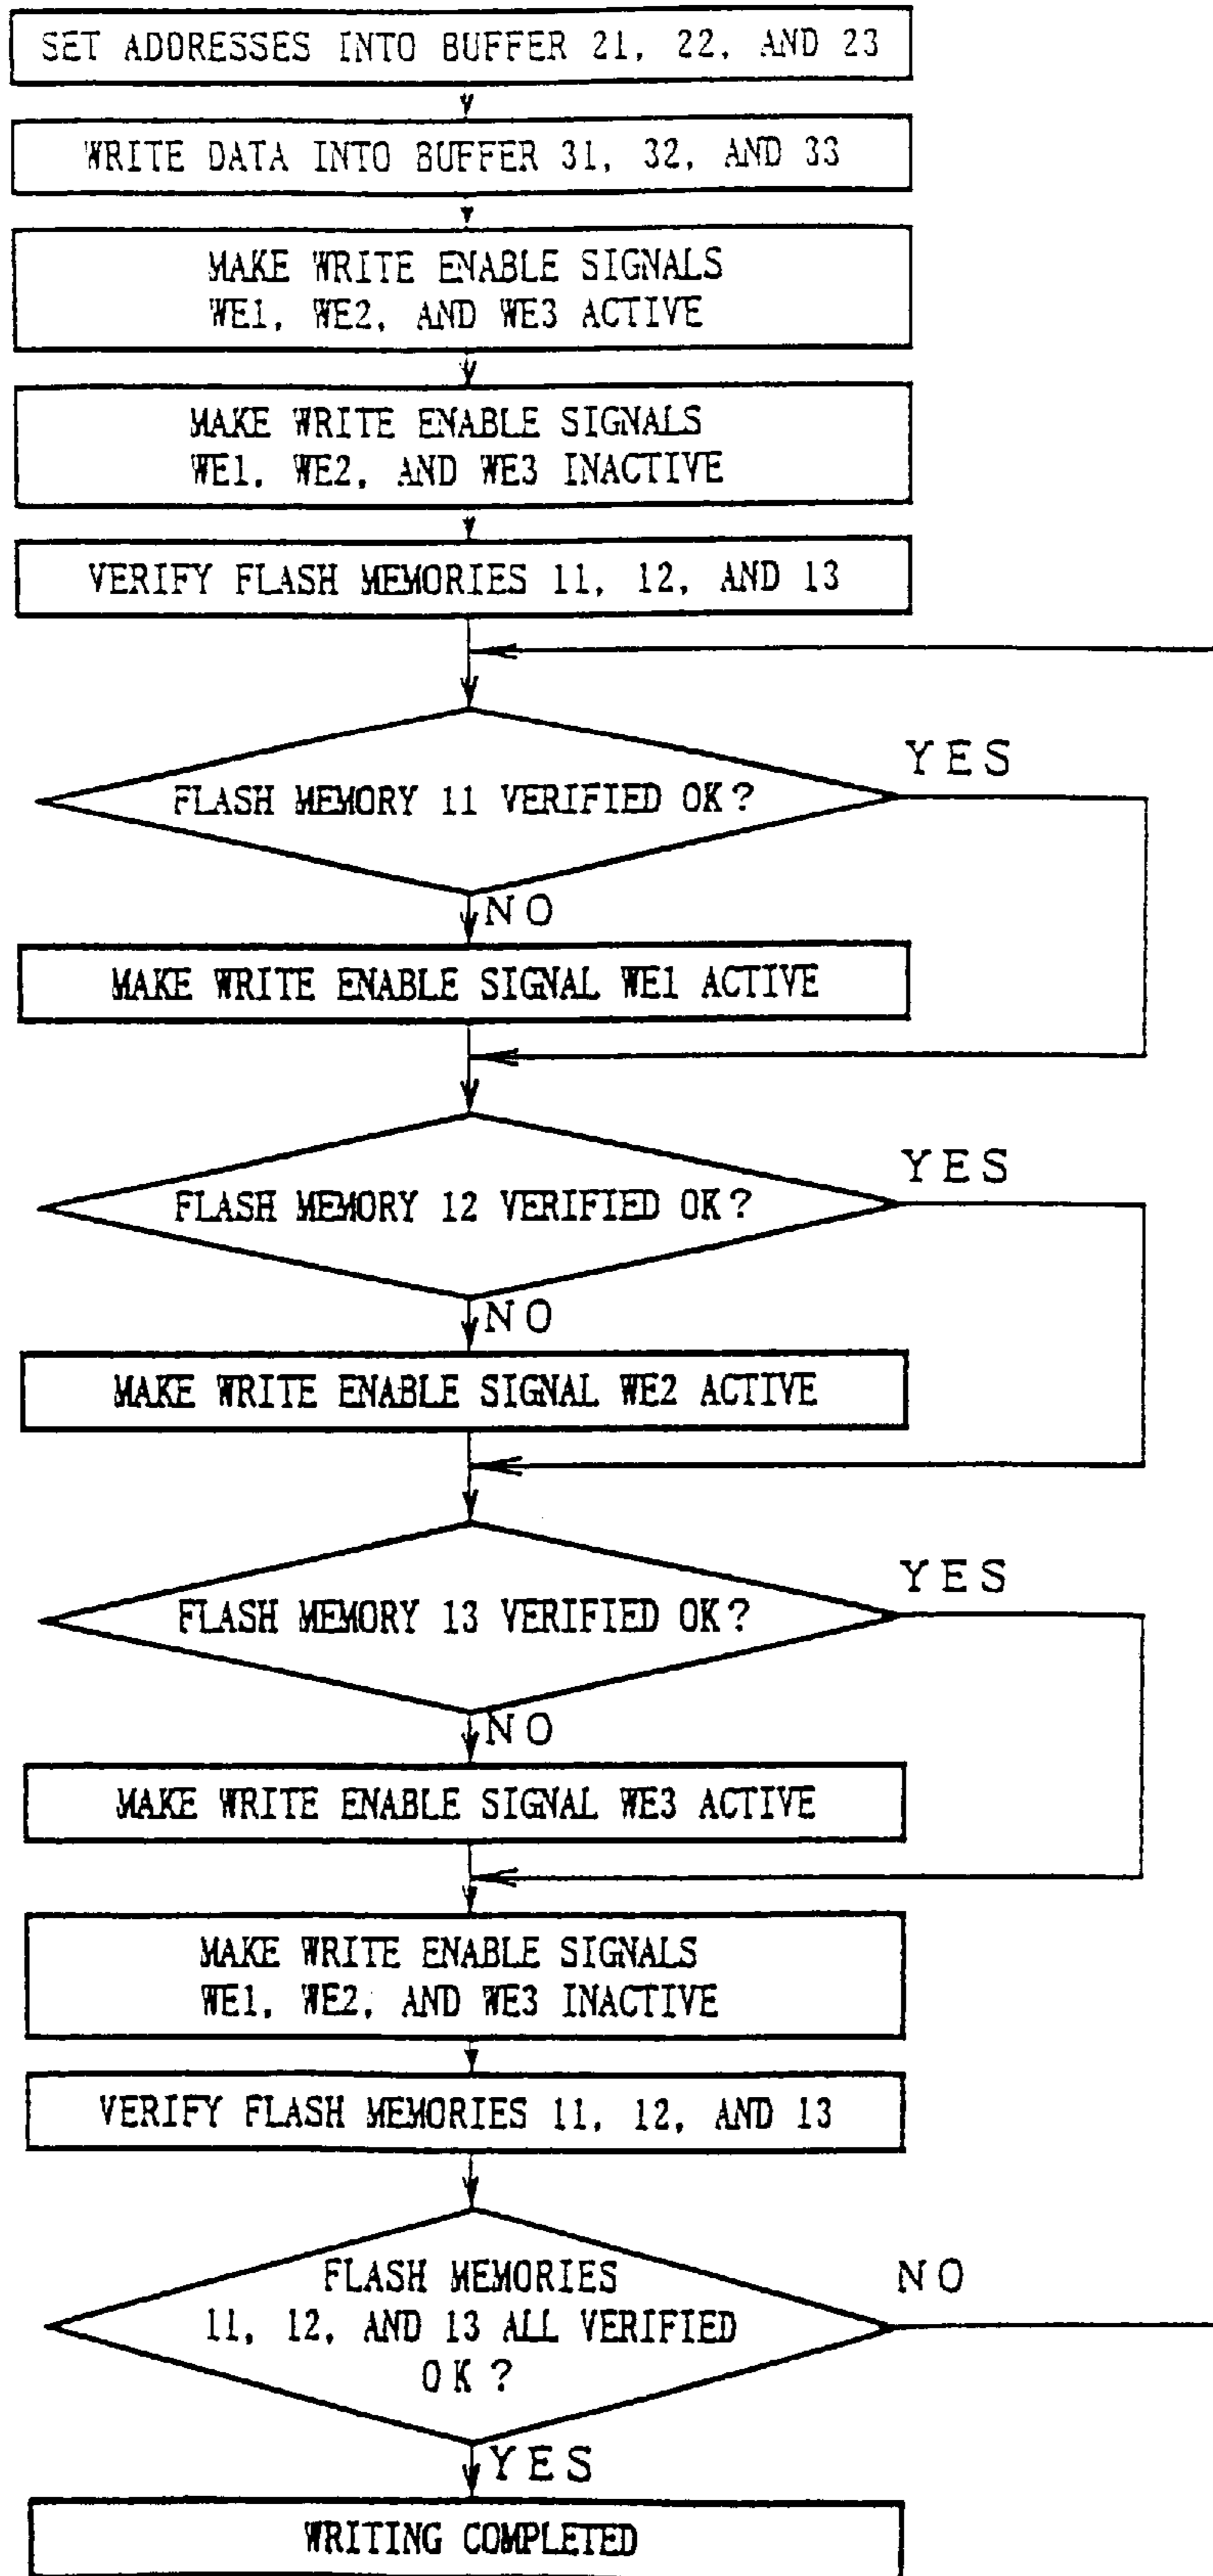 SET ADDRESSES INTO BUFFER 21, 22, AND 23
WRITE DATA INTO BUFFER 31, 32, AND 33
MAKE WRITE ENABLE SIGNALS
WE1, WE2, AND WE3 ACTIVE
MAKE WRITE ENABLE SIGNALS
WE1, WE2, AND WE3 INACTIVE
VERIFY FLASH MEMORIES 11, 12, AND 13
YES
FLASH MEMORY 11 VERIFIED OK?
NO
MAKE WRITE ENABLE SIGNAL WE1 ACTIVE
YES
FLASH MEMORY 12 VERIFIED OK?
NO
MAKE WRITE ENABLE SIGNAL WE2 ACTIVE
YES
FLASH MEMORY 13 VERIFIED OK?
NO
MAKE WRITE ENABLE SIGNAL WE3 ACTIVE
MAKE WRITE ENABLE SIGNALS
WE1, WE2, AND WE3 INACTIVE
VERIFY FLASH MEMORIES 11, 12, AND 13
FLASH MEMORIES
NO
11, 12, AND 13 ALL VERIFIED
OK?
YES
WRITING COMPLETED